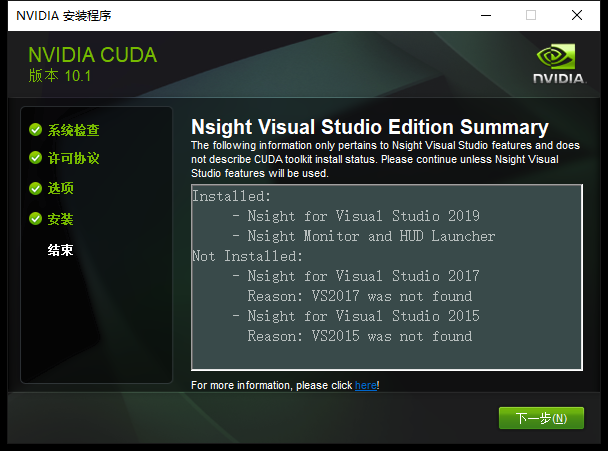 NVIDIA 安装程序
NVIDIA CUDA
版本 10.1
NVIDIA.
系统检查
许可协议
选项
安装
结束
Nsight Visual Studio Edition Summary
The following information only pertains to Nsight Visual Studio features and does
not describe CUDA toolkit install status. Please continue unless Nsight Visual
Studio features will be used.
Installed:
- Nsight for Visual Studio 2019
- Nsight Monitor and HUD Launcher
Not Installed:
- Nsight for Visual Studio 2017
Reason: VS2017 was not found
- Nsight for Visual Studio 2015
Reason: VS2015 was not found
For more information, please click here!
下一步(N)